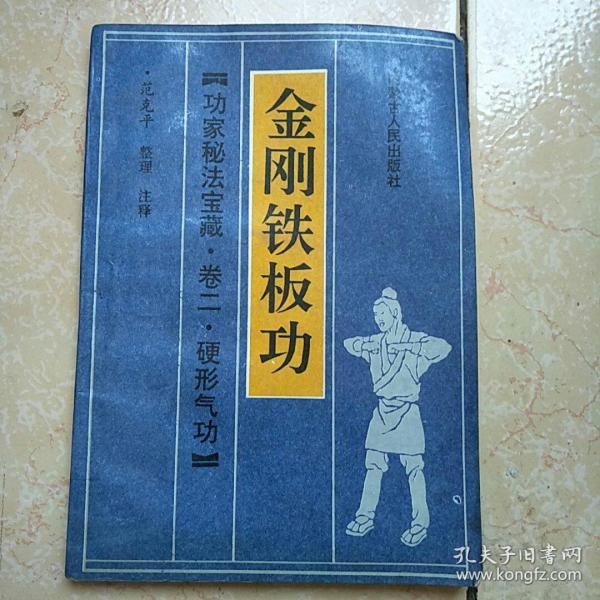 金刚铁板功
【功家秘法宝藏·卷二·硬形气功】
·范克平 整理 注释
蒙古人民出版社
孔夫子旧书网
www.kongfz.com